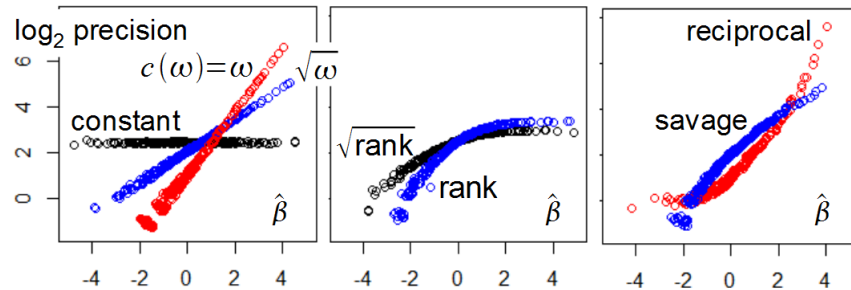 log₂ precision
c(ω)=ω √ω
constant
6
4
2
0
β̂
-4 -2 0 2 4
√rank
rank
β̂
-4 -2 0 2 4
reciprocal
savage
β̂
-4 -2 0 2 4